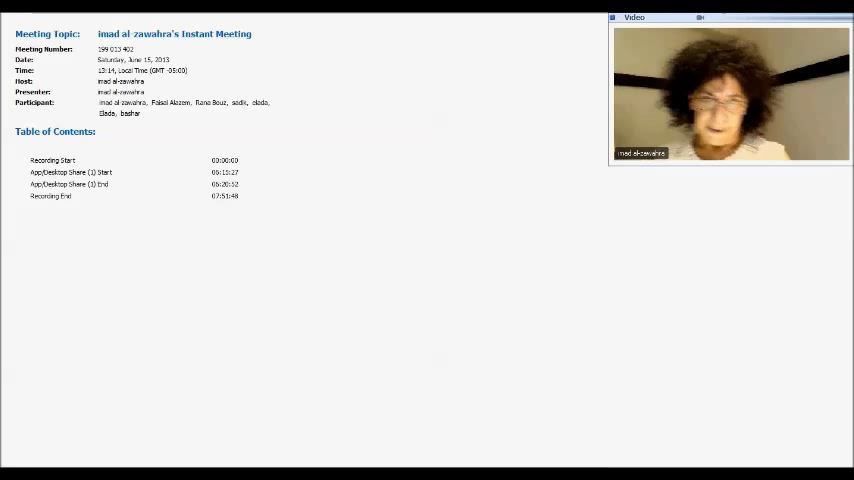 Video
Meeting Topic: imad al-zawahra's Instant Meeting
Meeting Number: 199 013 402
Date: Saturday, June 15, 2013
Time: 13:14, Local Time (GMT -05:00)
Host: imad al-zawahra
Presenter: imad al-zawahra
Participant: imad al-zawahra, Faisal Alazem, Rana Bouz, sadik, elada,
Elada, bashar
Table of Contents:
imad al-zawahra
Recording Start 00:00:00
App/Desktop Share (1) Start 06:15:27
App/Desktop Share (1) End 06:20:52
Recording End 07:51:48